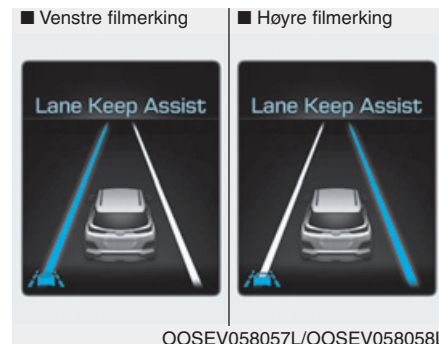 ■ Venstre filmerking
■ Høyre filmerking
Lane Keep Assist
Lane Keep Assist
OOSEV058057L/OOSEV058058L